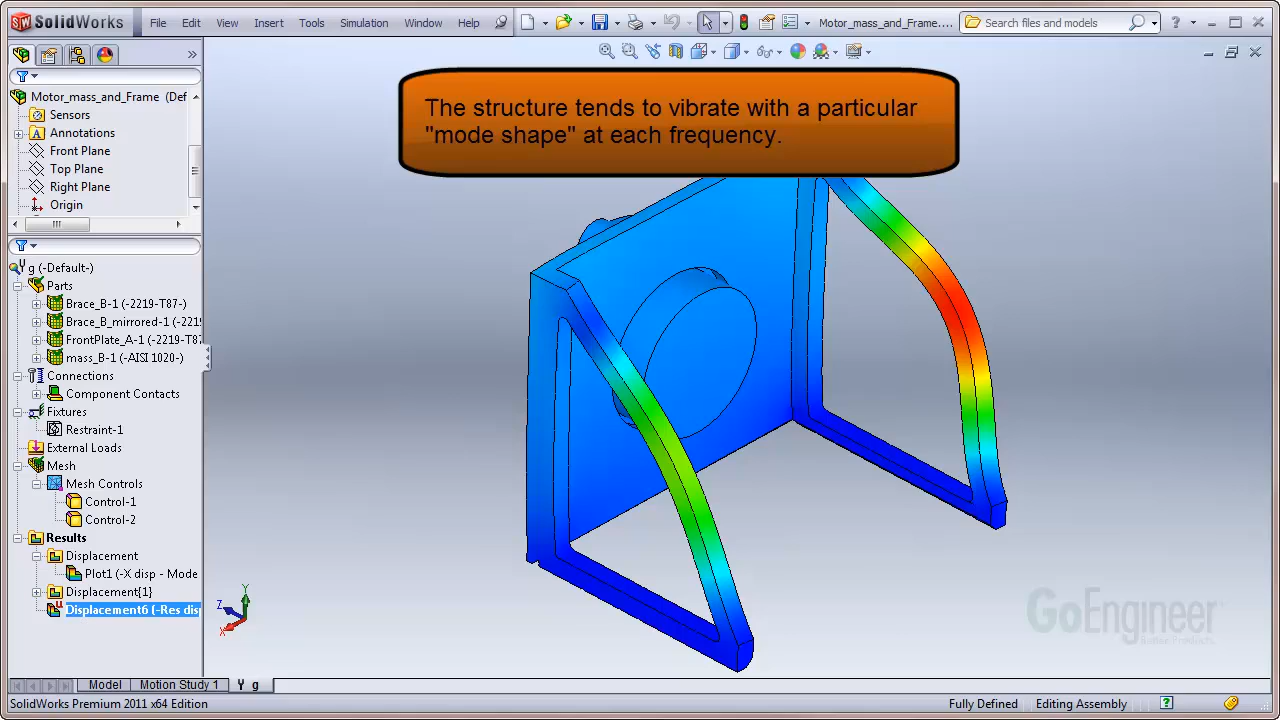 SolidWorks
File Edit View Insert Tools Simulation Window Help
Motor_mass_and_Frame....
Search files and models
Motor_mass_and_Frame (Def
Sensors
Annotations
Front Plane
Top Plane
Right Plane
Origin
g (-Default-)
Parts
Brace_B-1 (-2219-T87-)
Brace_B_mirrored-1 (-2219
FrontPlate_A-1 (-2219-T87
mass_B-1 (-AISI 1020-)
Connections
Component Contacts
Fixtures
Restraint-1
External Loads
Mesh
Mesh Controls
Control-1
Control-2
Results
Displacement
Plot1 (-X disp - Mode
Displacement[1]
Displacement6 (-Res disp
The structure tends to vibrate with a particular
"mode shape" at each frequency.
Y
Z
X
GoEngineer
Model Motion Study 1 g
SolidWorks Premium 2011 x64 Edition
Fully Defined Editing Assembly